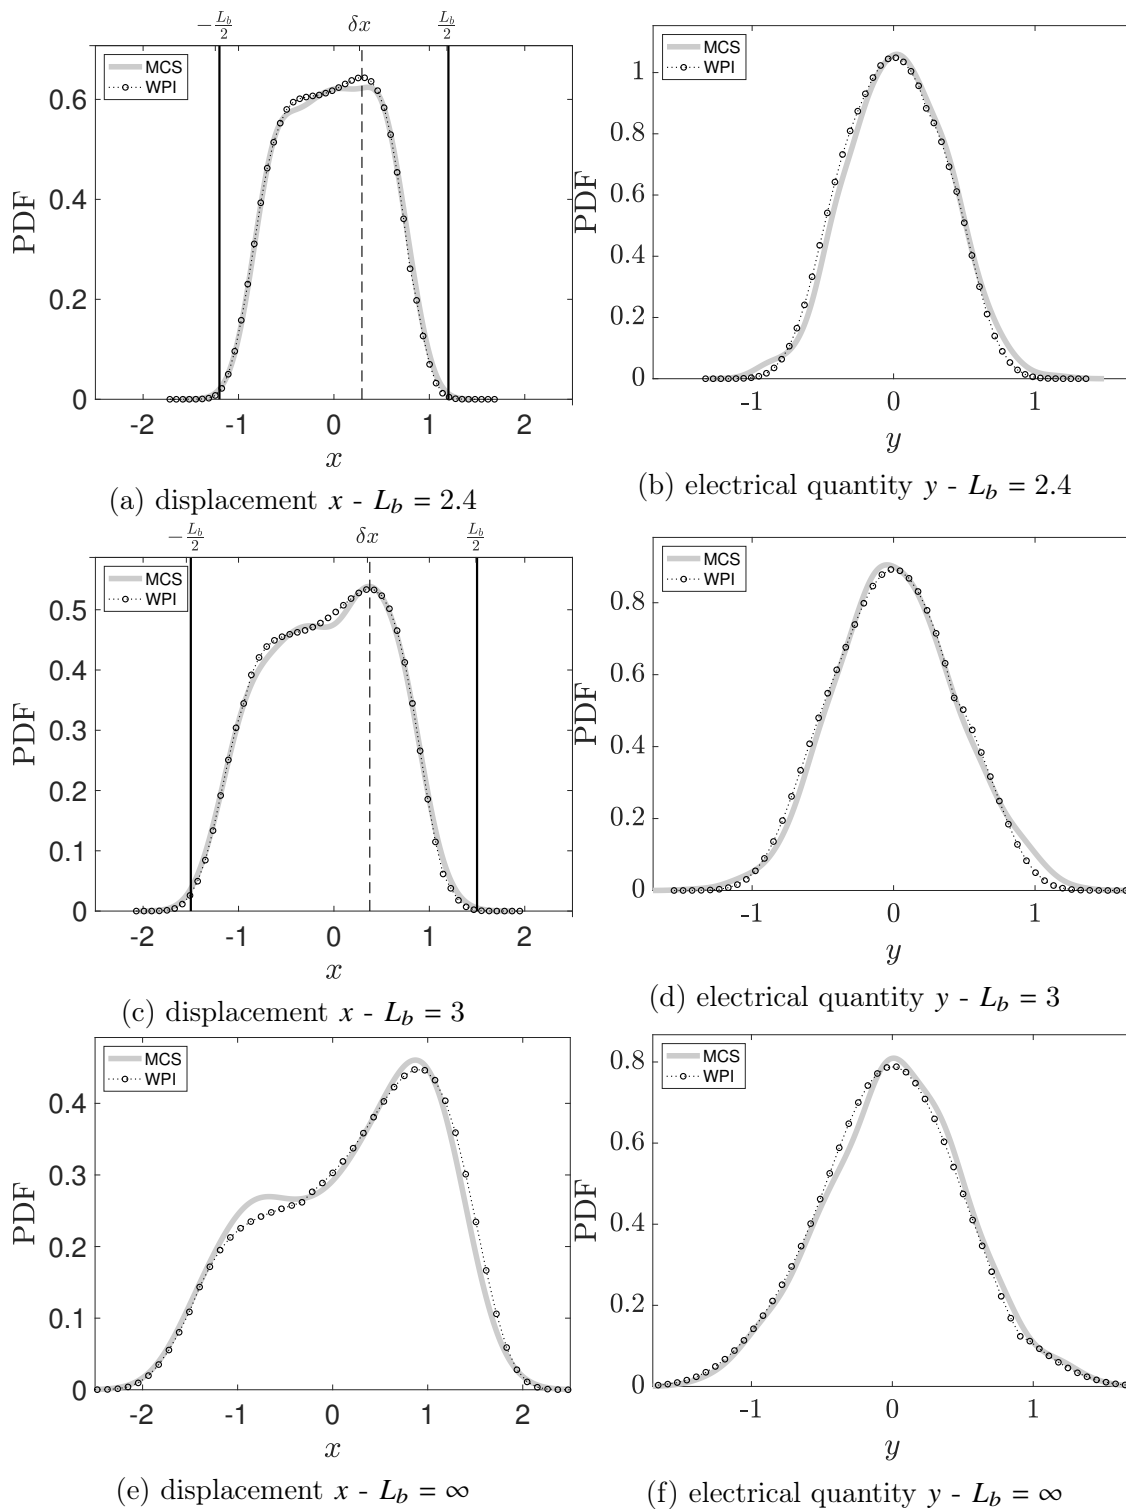 $-\frac{L_b}{2}$ $\delta x$ $\frac{L_b}{2}$
MCS
WPI
0.6
0.4
0.2
0
PDF
-2 -1 0 1 2
x
(a) displacement x - L_b = 2.4
MCS
WPI
1
0.8
0.6
0.4
0.2
0
PDF
-1 0 1
y
(b) electrical quantity y - L_b = 2.4
$-\frac{L_b}{2}$ $\delta x$ $\frac{L_b}{2}$
MCS
WPI
0.5
0.4
0.3
0.2
0.1
0
PDF
-2 -1 0 1 2
x
(c) displacement x - L_b = 3
MCS
WPI
0.8
0.6
0.4
0.2
0
PDF
-1 0 1
y
(d) electrical quantity y - L_b = 3
MCS
WPI
0.4
0.3
0.2
0.1
0
PDF
-2 -1 0 1 2
x
(e) displacement x - L_b = ∞
MCS
WPI
0.8
0.6
0.4
0.2
0
PDF
-1 0 1
y
(f) electrical quantity y - L_b = ∞